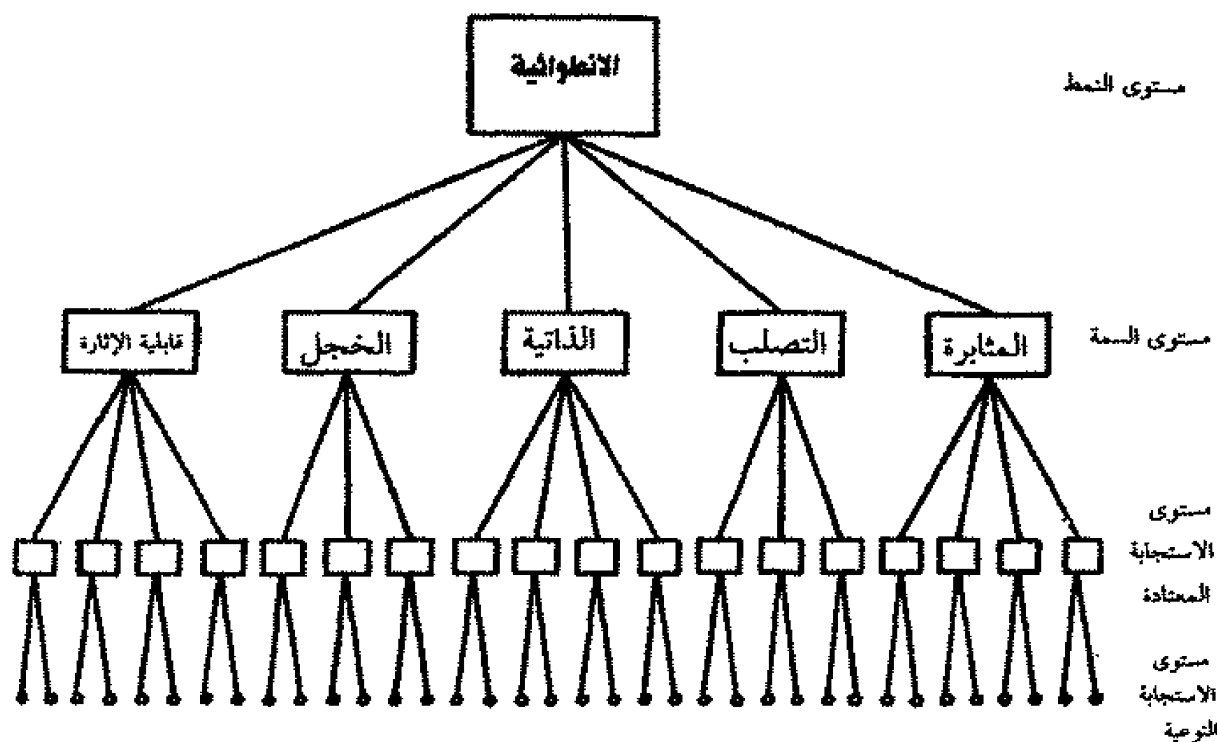 الانطوائية
مستوى النمط
المثابرة
التصلب
الذاتية
الخجل
قابلية الإثارة
مستوى السمة
مستوى
الاستجابة
المعتادة
مستوى
الاستجابة
النوعية